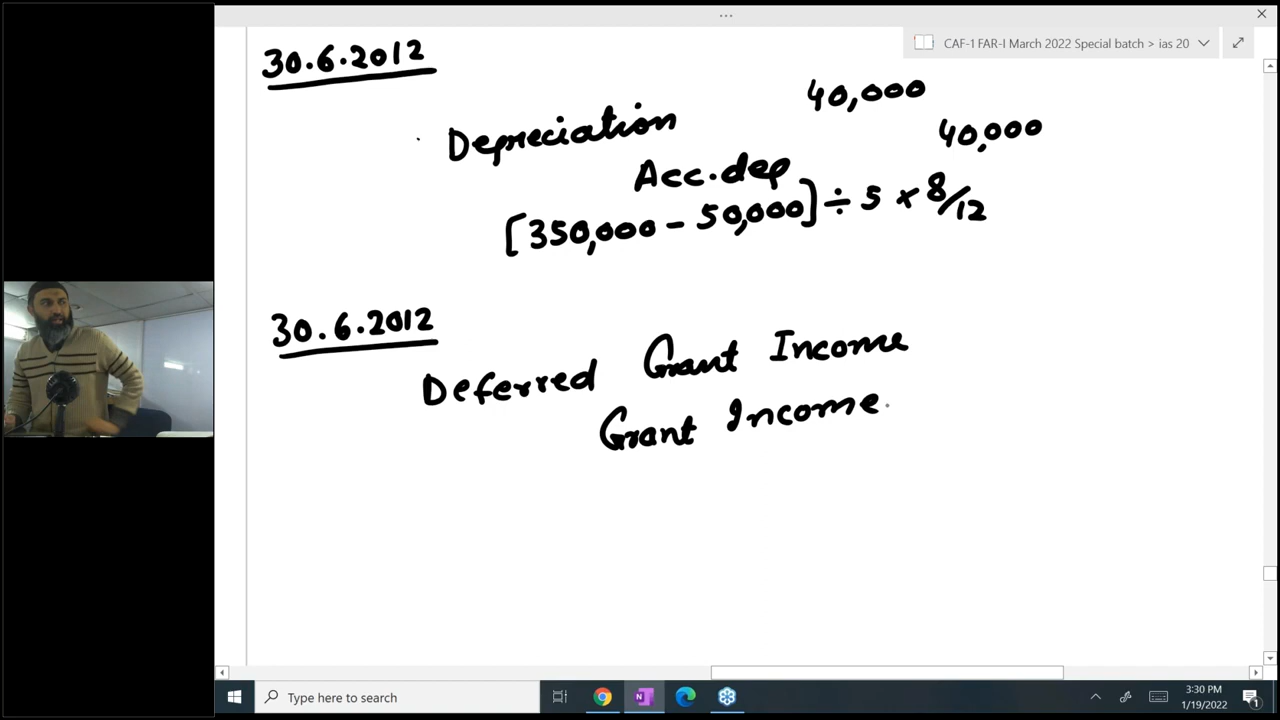 CAF-1 FAR-I March 2022 Special batch > ias 20
30.6.2012
Depreciation 40,000
Acc.dep 40,000
[350,000 - 50,000] ÷ 5 × 8/12
30.6.2012
Deferred Grant Income
Grant Income
Type here to search
3:30 PM
1/19/2022
1